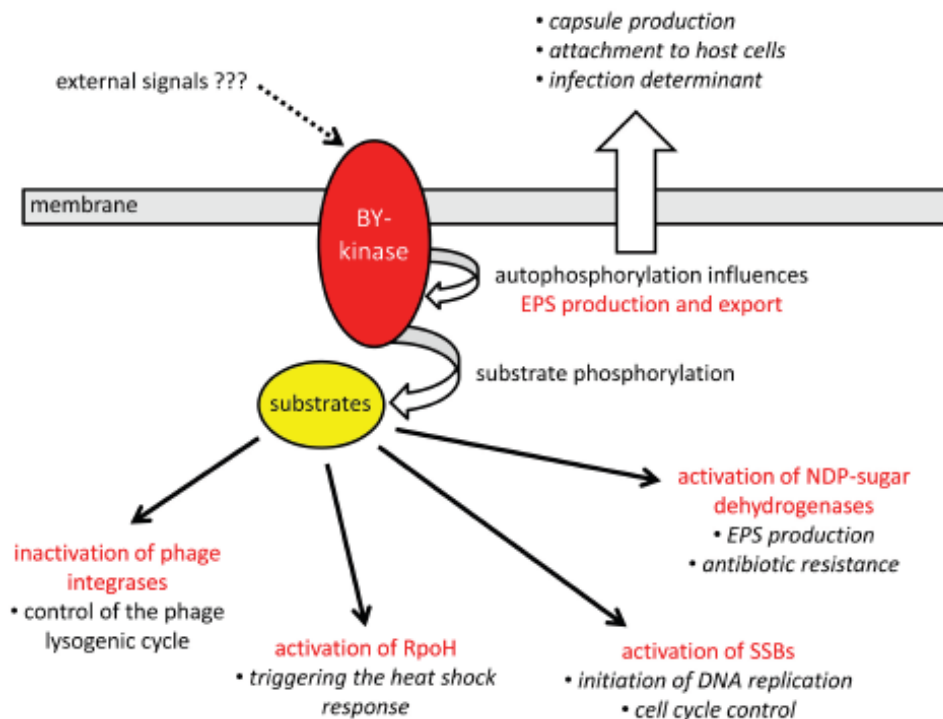 • capsule production
• attachment to host cells
• infection determinant
external signals ???
membrane
BY-
kinase
autophosphorylation influences
EPS production and export
substrate phosphorylation
substrates
activation of NDP-sugar
dehydrogenases
• EPS production
• antibiotic resistance
inactivation of phage
integrases
• control of the phage
lysogenic cycle
activation of RpoH
• triggering the heat shock
response
activation of SSBs
• initiation of DNA replication
• cell cycle control